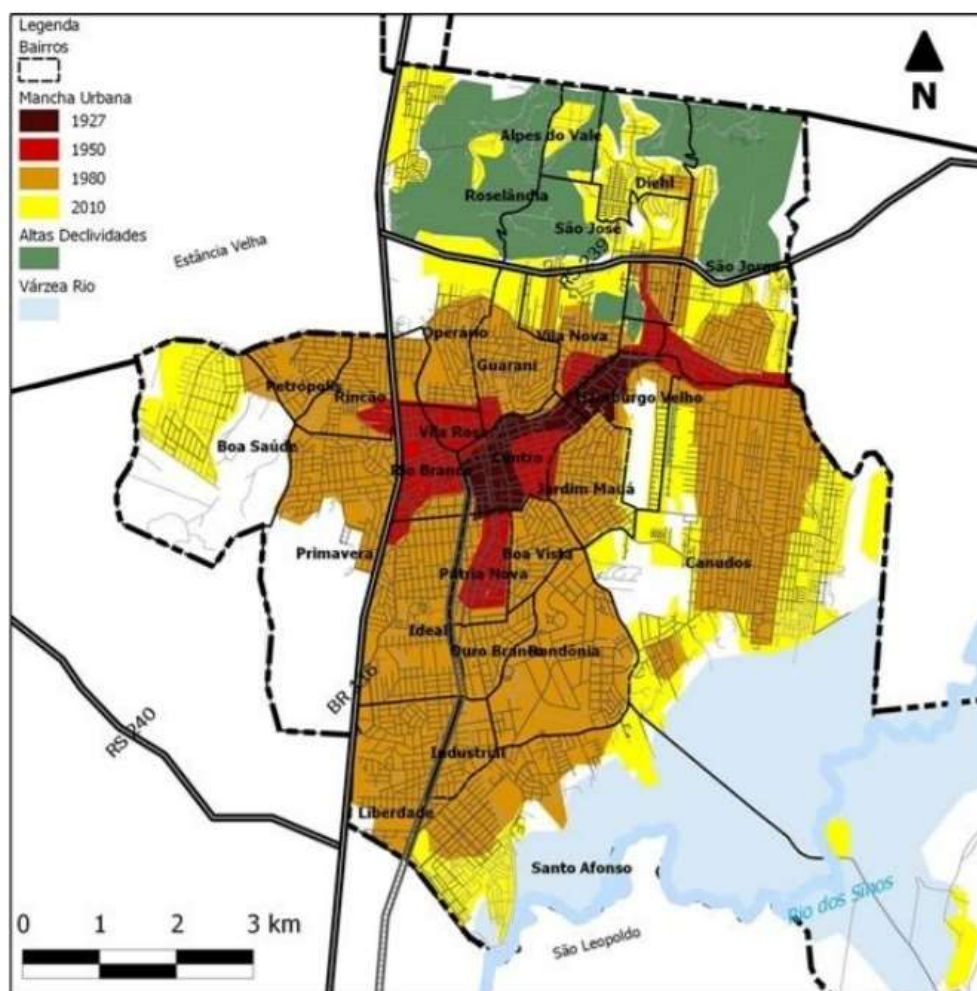 Legenda
Bairros
Mancha Urbana
1927
1950
1980
2010
Altas Declividades
Várzea Rio
N
Estância Velha
Alpes do Vale
Roselândia
Diehl
São José
RS 239
São Jorge
Operário
Vila Nova
Guarani
Petrópolis
Rincão
Hamburgo Velho
Boa Saúde
Vila Rosa
Centro
Rio Branco
Jardim Mauá
Primavera
Boa Vista
Canudos
Pátria Nova
Ideal
Ouro Branco
Rondônia
BR 116
RS 240
Industrial
Liberdade
Santo Afonso
Rio dos Sinos
São Leopoldo
0 1 2 3 km